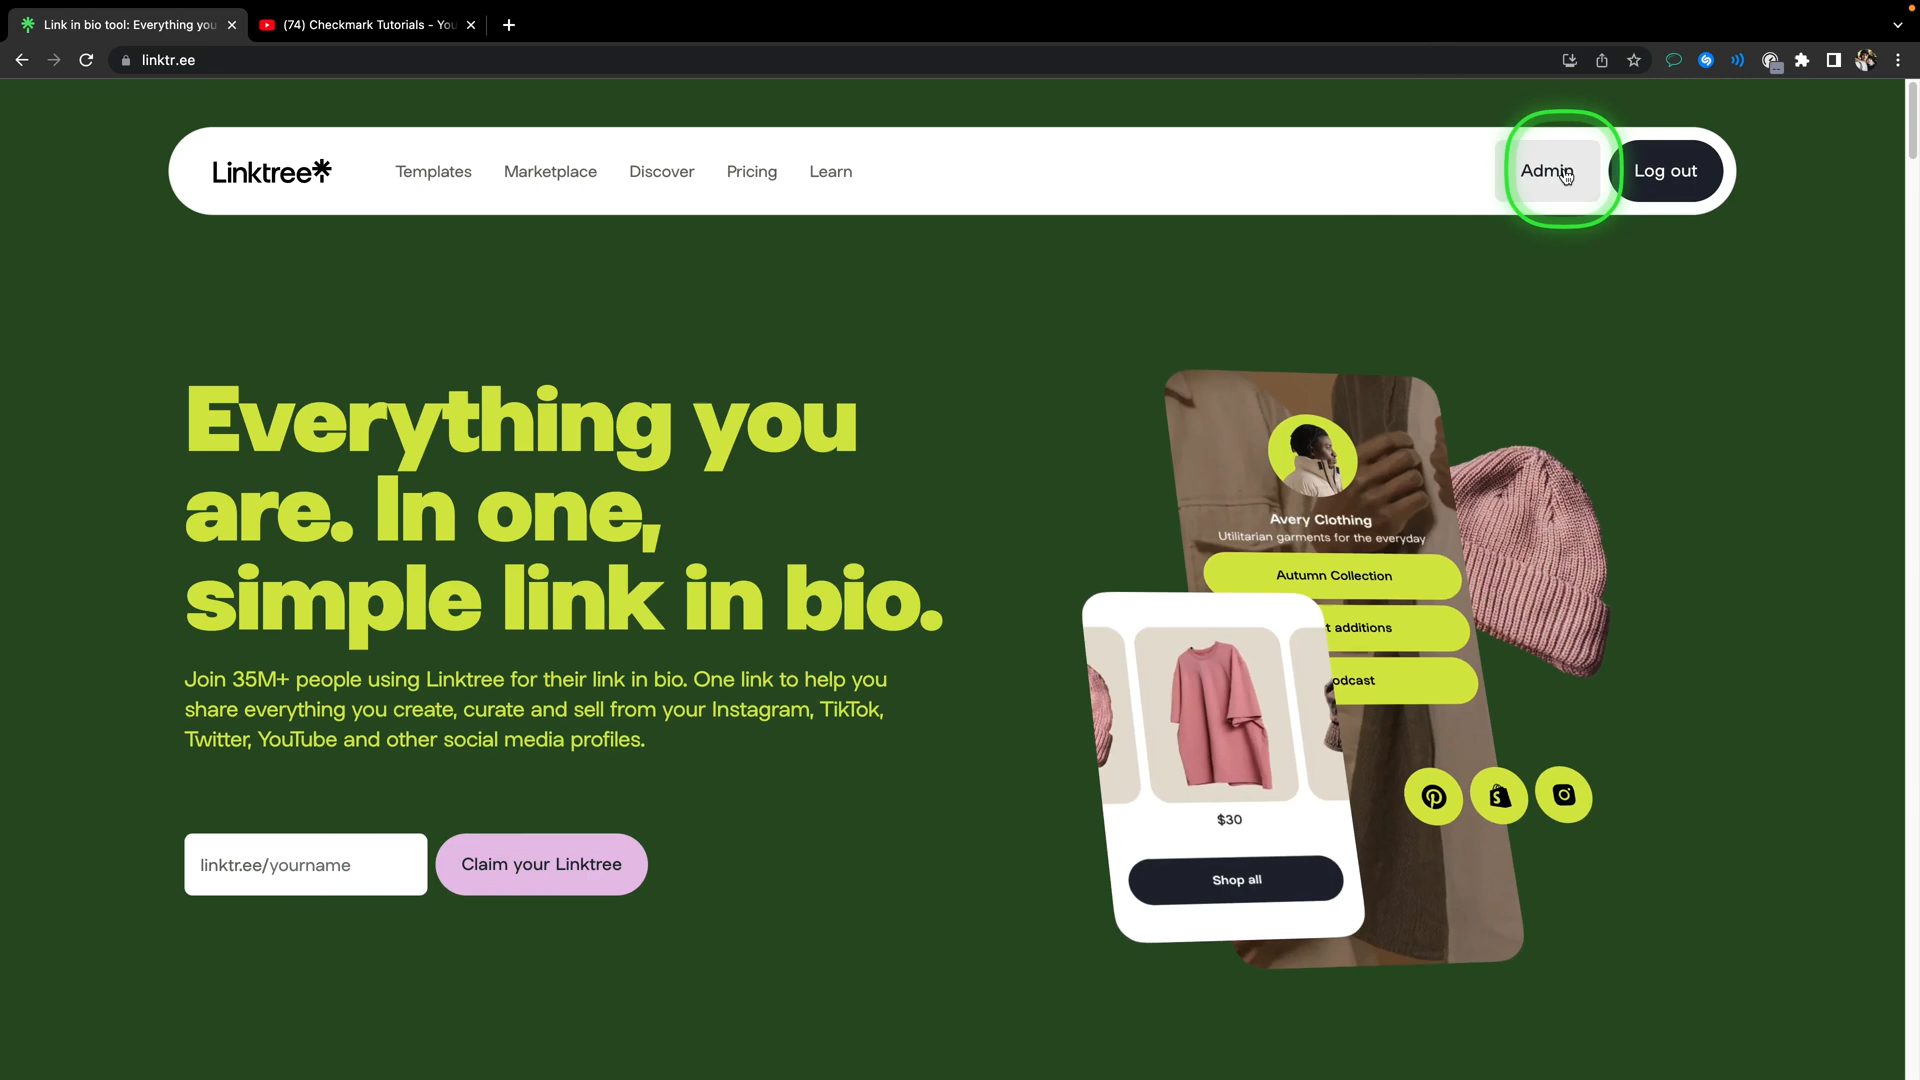 Link in bio tool: Everything you
(74) Checkmark Tutorials - You
linktr.ee
Linktree
Templates
Marketplace
Discover
Pricing
Learn
Admin
Log out
Everything you
are. In one,
simple link in bio.
Join 35M+ people using Linktree for their link in bio. One link to help you
share everything you create, curate and sell from your Instagram, TikTok,
Twitter, YouTube and other social media profiles.
linktr.ee/yourname
Claim your Linktree
Avery Clothing
Utilitarian garments for the everyday
Autumn Collection
additions
$30
Shop all